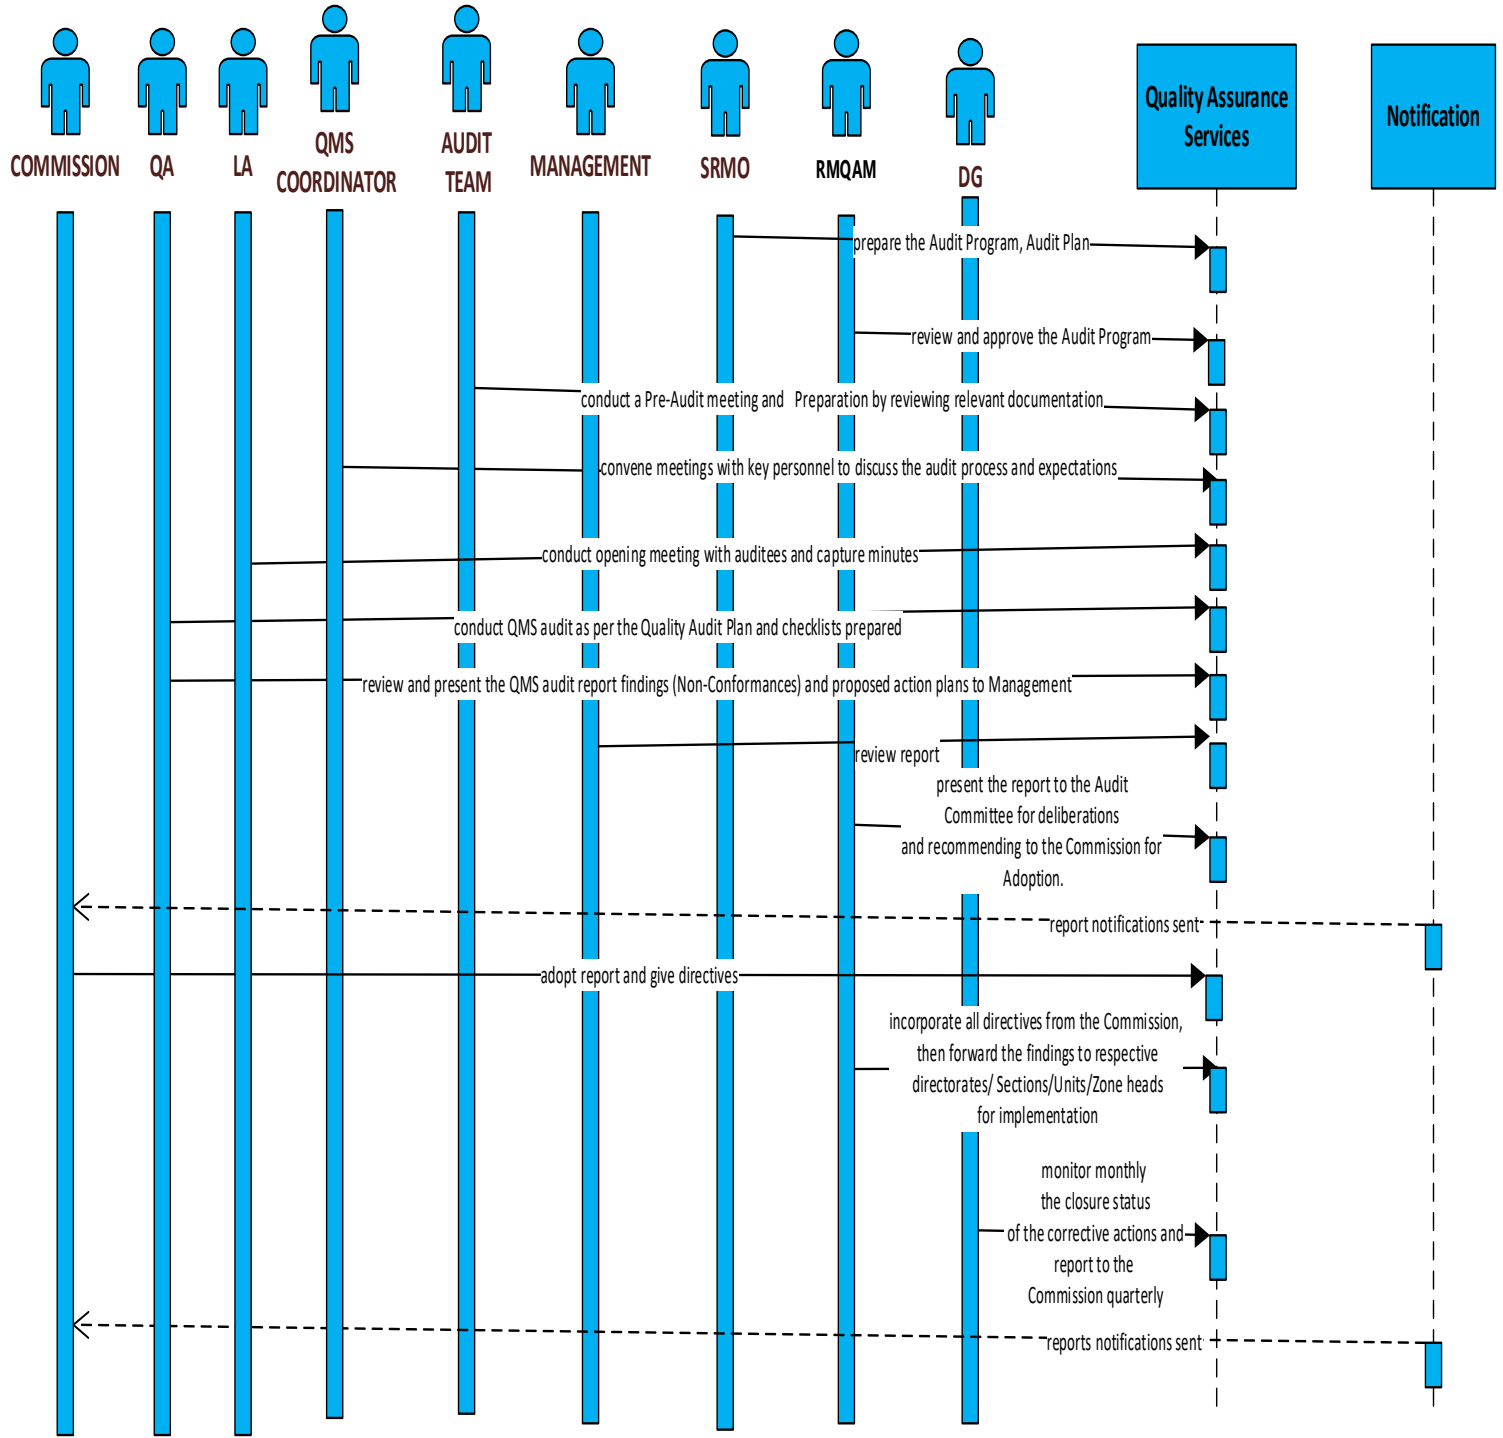 COMMISSION
QA
LA
QMS
COORDINATOR
AUDIT
TEAM
MANAGEMENT
SRMO
RMQAM
DG
Quality Assurance
Services
Notification
prepare the Audit Program, Audit Plan
review and approve the Audit Program
conduct a Pre-Audit meeting and Preparation by reviewing relevant documentation
convene meetings with key personnel to discuss the audit process and expectations
conduct opening meeting with auditees and capture minutes
conduct QMS audit as per the Quality Audit Plan and checklists prepared
review and present the QMS audit report findings (Non-Conformances) and proposed action plans to Management
review report
present the report to the Audit
Committee for deliberations
and recommending to the Commission for
Adoption.
report notifications sent
adopt report and give directives
incorporate all directives from the Commission,
then forward the findings to respective
directorates/ Sections/Units/Zone heads
for implementation
monitor monthly
the closure status
of the corrective actions and
report to the
Commission quarterly
reports notifications sent